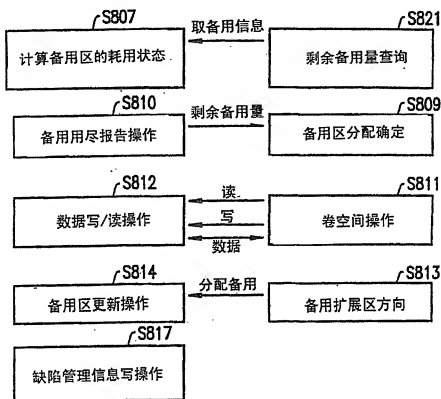 S807
S821
取备用信息
计算备用区的耗用状态
剩余备用量查询
S810
S809
剩余备用量
备用用尽报告操作
备用区分配确定
S812
S811
读
写
数据写/读操作
卷空间操作
数据
S814
S813
分配备用
备用区更新操作
备用扩展区方向
S817
缺陷管理信息写操作